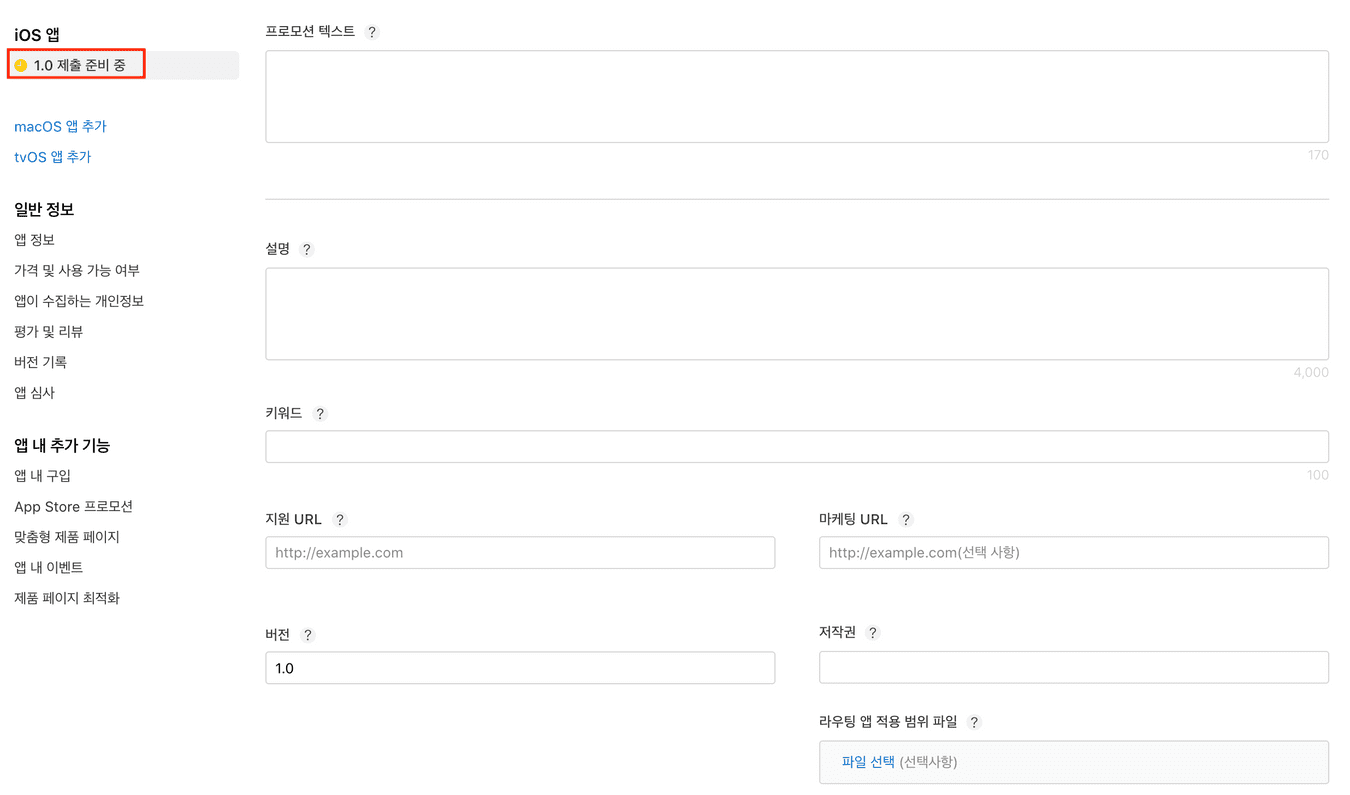 iOS 앱
1.0 제출 준비 중
macOS 앱 추가
tvOS 앱 추가
일반 정보
앱 정보
가격 및 사용 가능 여부
앱이 수집하는 개인정보
평가 및 리뷰
버전 기록
앱 심사
앱 내 추가 기능
앱 내 구입
App Store 프로모션
맞춤형 제품 페이지
앱 내 이벤트
제품 페이지 최적화
프로모션 텍스트 ?
170
설명 ?
4,000
키워드 ?
100
지원 URL ?
http://example.com
마케팅 URL ?
http://example.com(선택 사항)
버전 ?
1.0
저작권 ?
라우팅 앱 적용 범위 파일 ?
파일 선택 (선택사항)